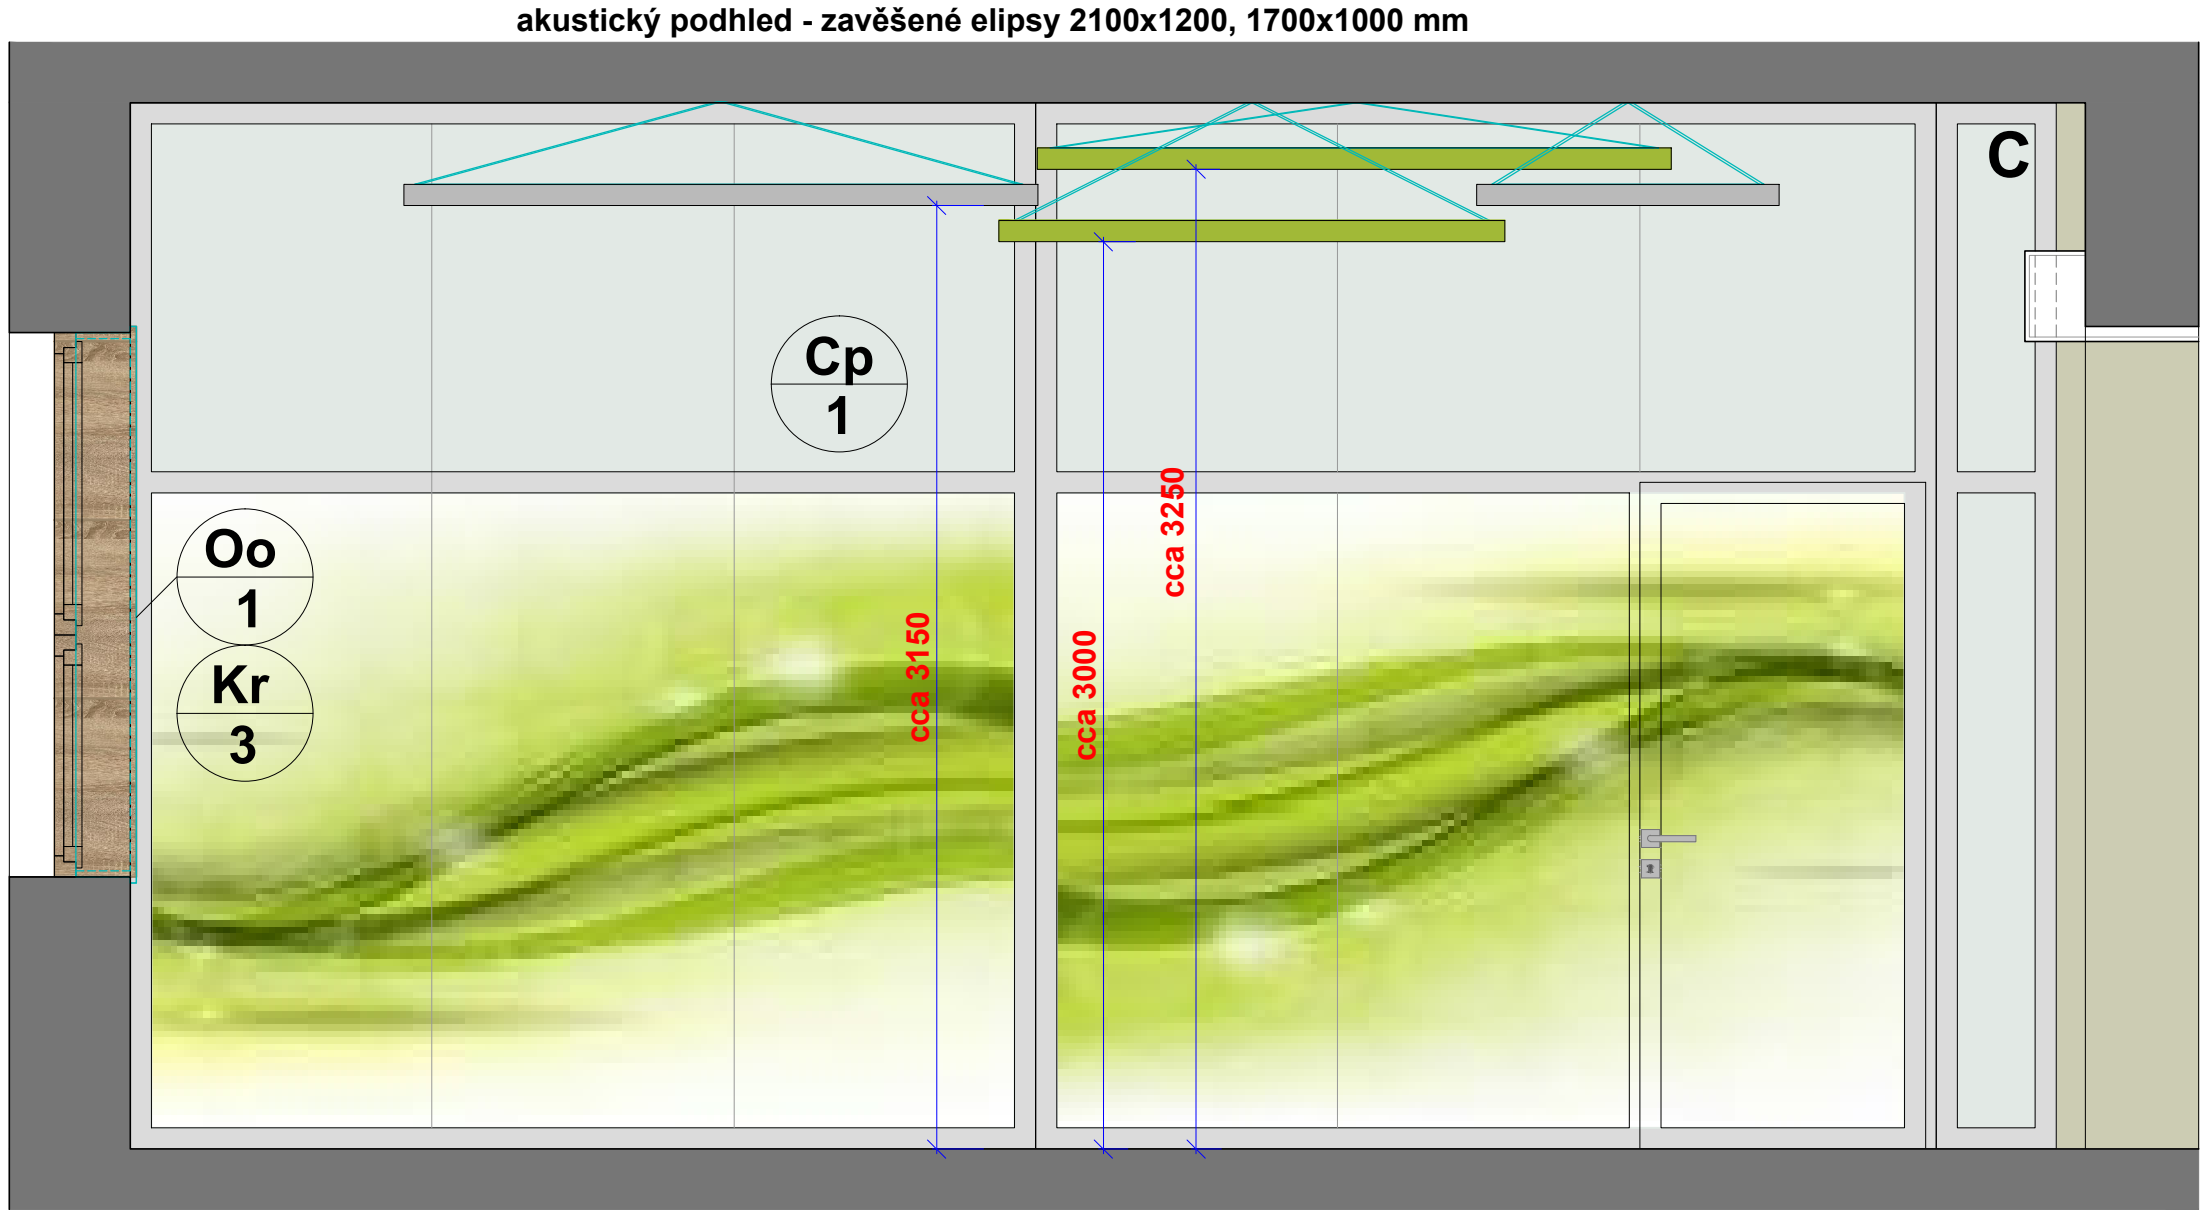 akustický podhled - zavěšené elipsy 2100x1200, 1700x1000 mm
C
Cp
1
cca 3250
Oo
1
cca 3150
cca 3000
Kr
3